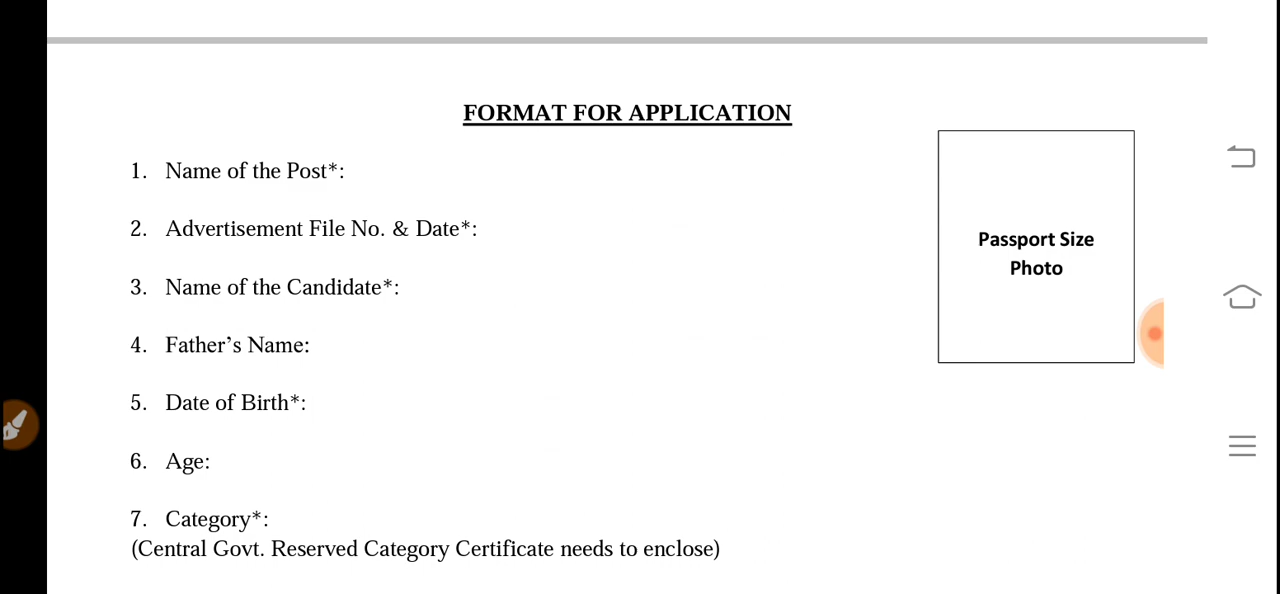 FORMAT FOR APPLICATION
1. Name of the Post*:
2. Advertisement File No. & Date*:
Passport Size
Photo
3. Name of the Candidate*:
4. Father’s Name:
5. Date of Birth*:
6. Age:
7. Category*:
(Central Govt. Reserved Category Certificate needs to enclose)